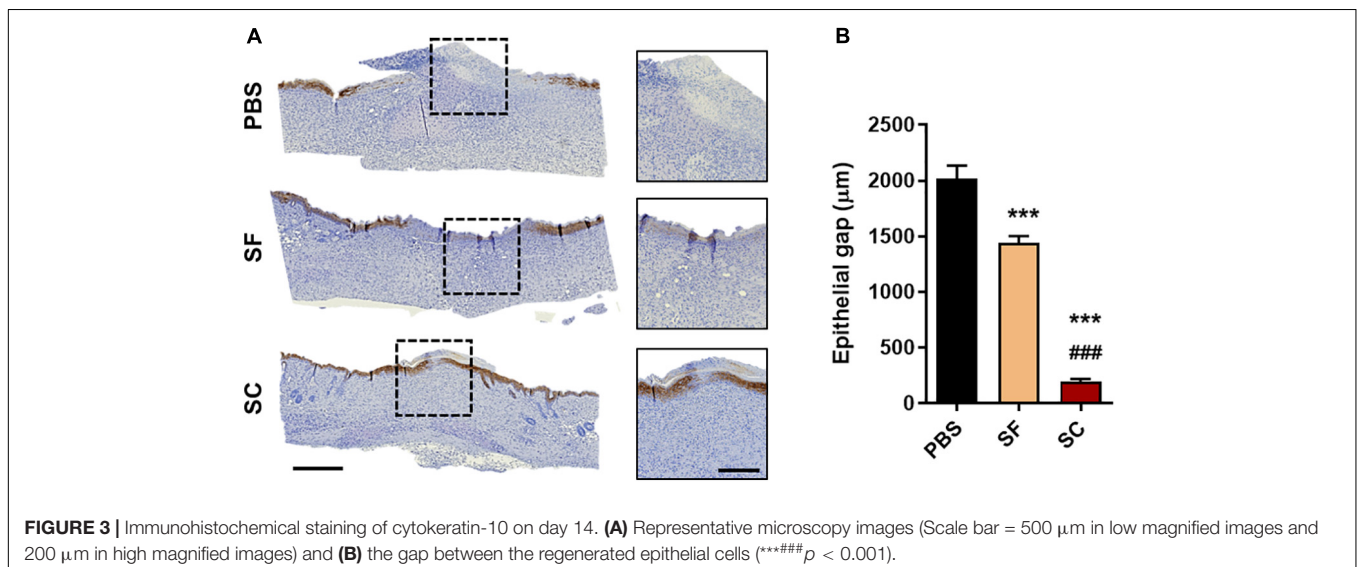 A
B
PBS
SF
SC
2500
2000
1500
1000
500
0
Epithelial gap (μm)
***
***
###
PBS
SF
SC
FIGURE 3 | Immunohistochemical staining of cytokeratin-10 on day 14. (A) Representative microscopy images (Scale bar = 500 μm in low magnified images and
200 μm in high magnified images) and (B) the gap between the regenerated epithelial cells (***###p < 0.001).